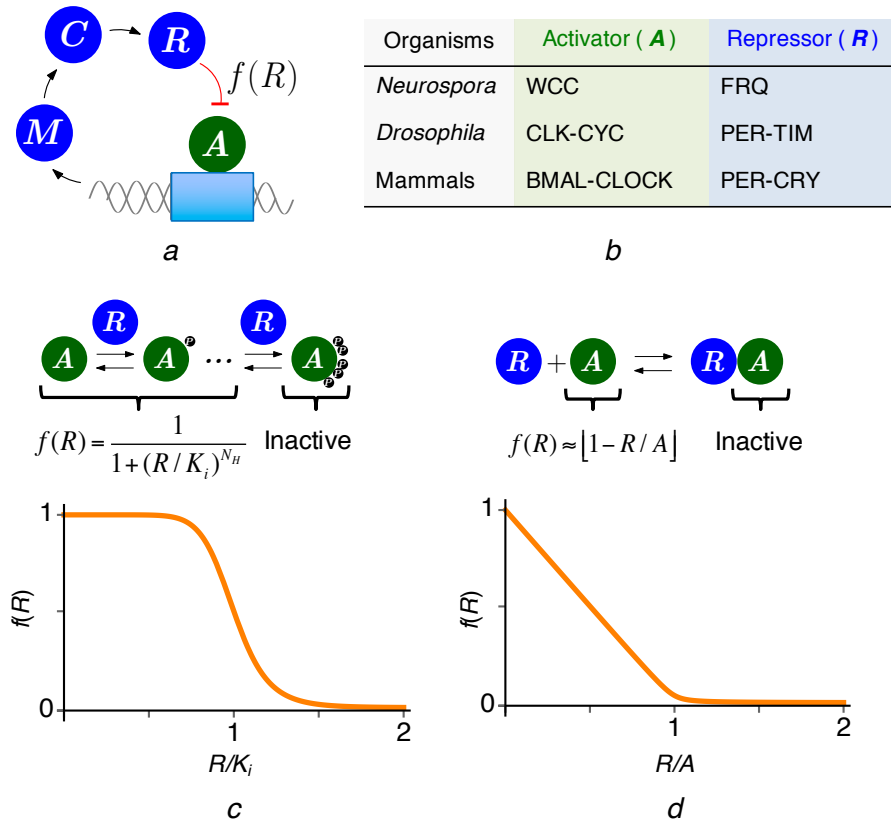 C R
f(R)
M
A
a
Organisms Activator ( A ) Repressor ( R )
Neurospora WCC FRQ
Drosophila CLK-CYC PER-TIM
Mammals BMAL-CLOCK PER-CRY
b
R R
A A P ... A P P P P P
f(R) = 1 / 1 + (R / K_i)^{N_H} Inactive
1
f(R)
0
1 2
R/K_i
c
R + A R A
f(R) ≈ ⌊1 − R / A⌋ Inactive
1
f(R)
0
1 2
R/A
d